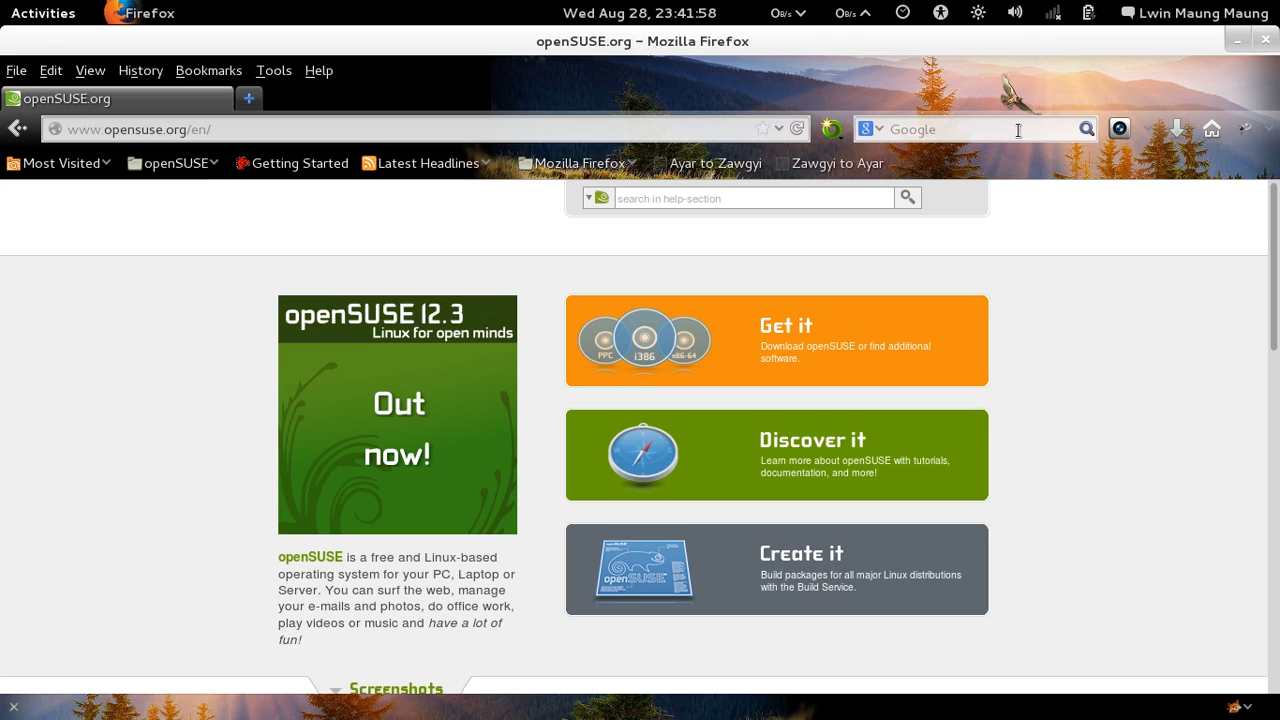 Activities Firefox Wed Aug 28, 23:41:58 0B/s 0B/s Lwin Maung Maung
openSUSE.org – Mozilla Firefox
File Edit View History Bookmarks Tools Help
openSUSE.org
www.opensuse.org/en/ Google
Most Visited openSUSE Getting Started Latest Headlines Mozilla Firefox Ayar to Zawgyi Zawgyi to Ayar
search in help-section
openSUSE 12.3
Linux for open minds
Out
now!
openSUSE is a free and Linux-based
operating system for your PC, Laptop or
Server. You can surf the web, manage
your e-mails and photos, do office work,
play videos or music and have a lot of
fun!
PPC i386 x86-64
Get it
Download openSUSE or find additional
software.
Discover it
Learn more about openSUSE with tutorials,
documentation, and more!
openSUSE
Create it
Build packages for all major Linux distributions
with the Build Service.
Screenshots